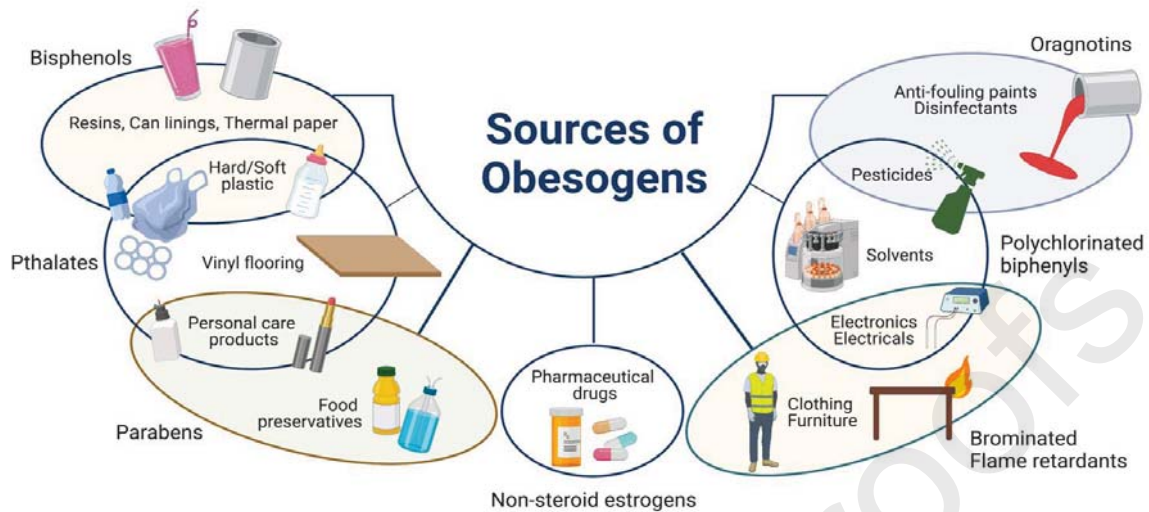 Bisphenols
Resins, Can linings, Thermal paper
Hard/Soft
plastic
Pthalates
Vinyl flooring
Personal care
products
Food
preservatives
Parabens
Sources of
Obesogens
Pharmaceutical
drugs
Non-steroid estrogens
Oragnotins
Anti-fouling paints
Disinfectants
Pesticides
Solvents
Polychlorinated
biphenyls
Electronics
Electricals
Clothing
Furniture
Brominated
Flame retardants
roofs